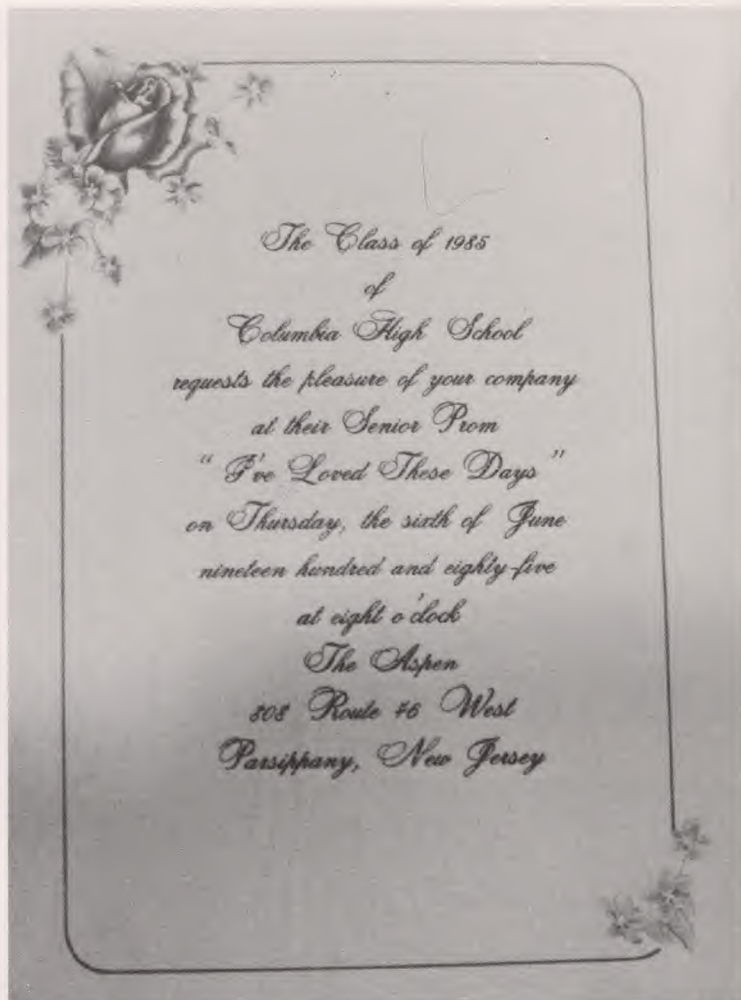 The Class of 1985
of
Columbia High School
requests the pleasure of your company
at their Senior Prom
" I've Loved These Days "
on Thursday, the sixth of June
nineteen hundred and eighty-five
at eight o'clock
The Aspen
808 Route 46 West
Parsippany, New Jersey